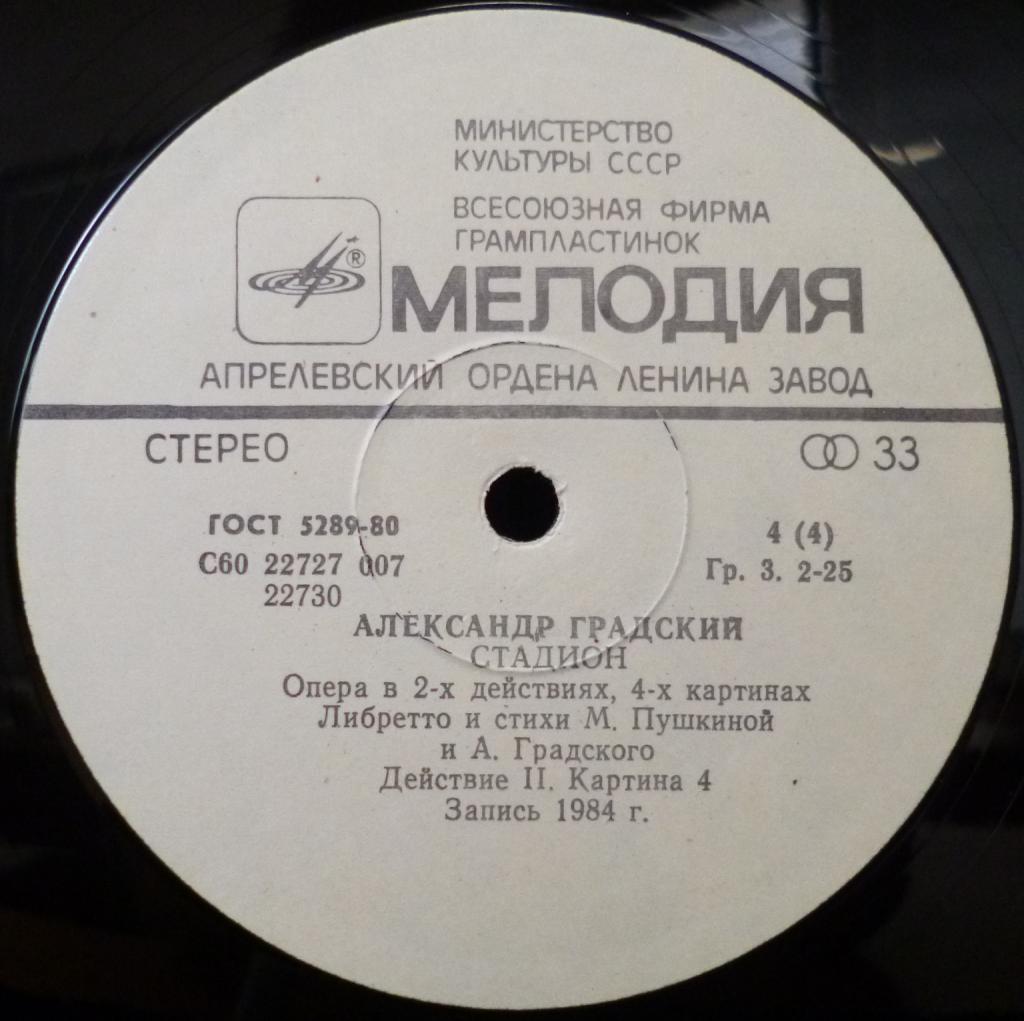 МИНИСТЕРСТВО
КУЛЬТУРЫ СССР
ВСЕСОЮЗНАЯ ФИРМА
ГРАМПЛАСТИНОК
®
МЕЛОДИЯ
АПРЕЛЕВСКИЙ ОРДЕНА ЛЕНИНА ЗАВОД
СТЕРЕО
33
ГОСТ 5289-80
4 (4)
С60 22727 007
Гр. 3. 2-25
22730
АЛЕКСАНДР ГРАДСКИЙ
СТАДИОН
Опера в 2-х действиях, 4-х картинах
Либретто и стихи М. Пушкиной
и А. Градского
Действие II. Картина 4
Запись 1984 г.